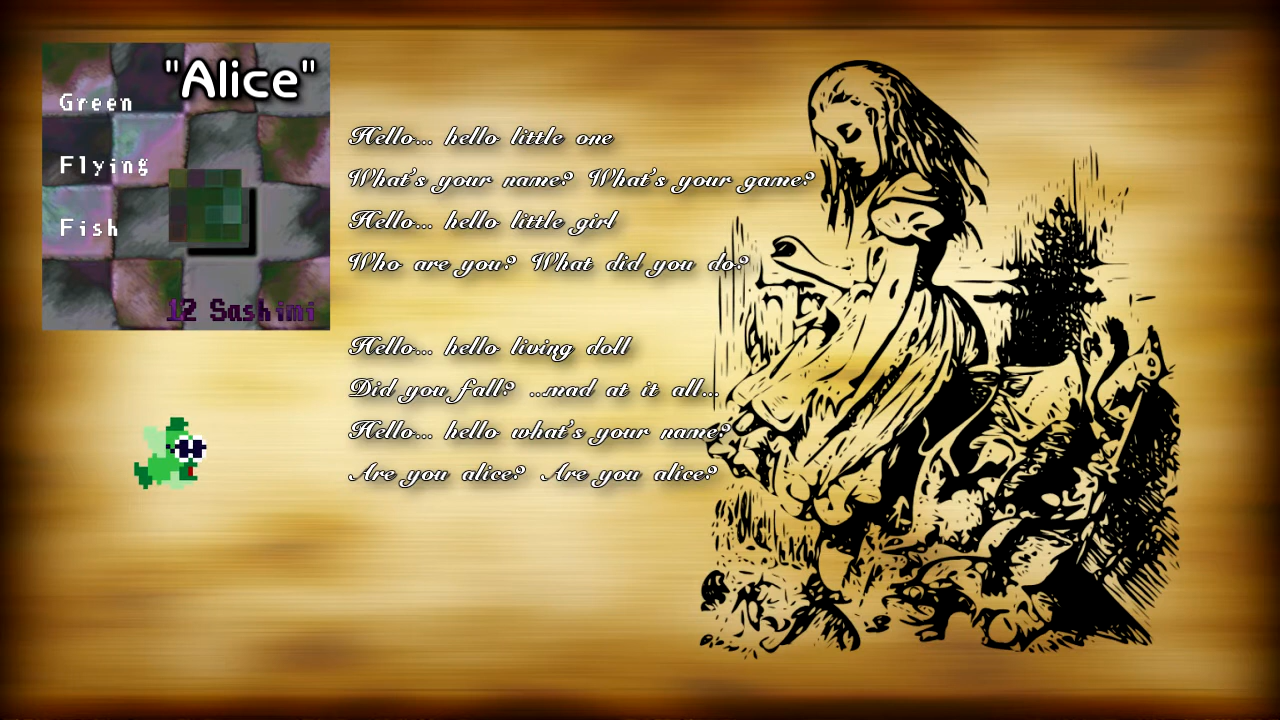 "Alice"
Green
Flying
Fish
12 Sashimi
Hello... hello little one
What's your name? What's your game?
Hello... hello little girl
Who are you? What did you do?
Hello... hello living doll
Did you fall? ...mad at it all...
Hello... hello what's your name?
Are you alice? Are you alice?